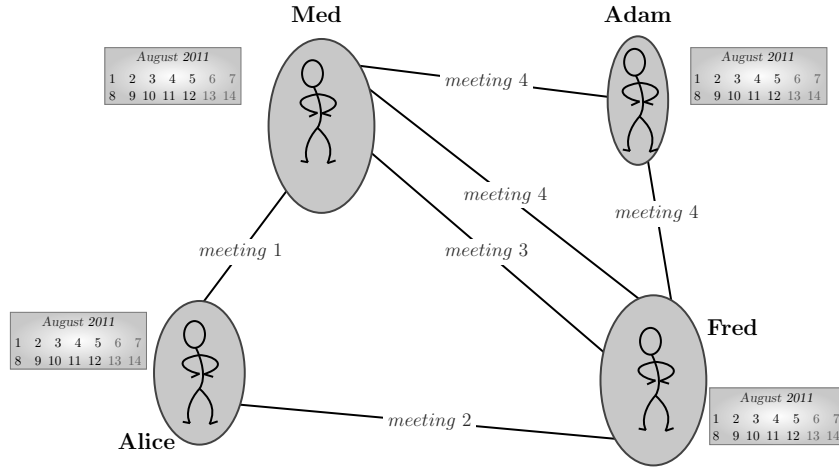 Med
Adam
August 2011
1 2 3 4 5 6 7
8 9 10 11 12 13 14
August 2011
1 2 3 4 5 6 7
8 9 10 11 12 13 14
meeting 4
meeting 4
meeting 4
meeting 1
meeting 3
August 2011
1 2 3 4 5 6 7
8 9 10 11 12 13 14
Fred
August 2011
1 2 3 4 5 6 7
8 9 10 11 12 13 14
meeting 2
Alice